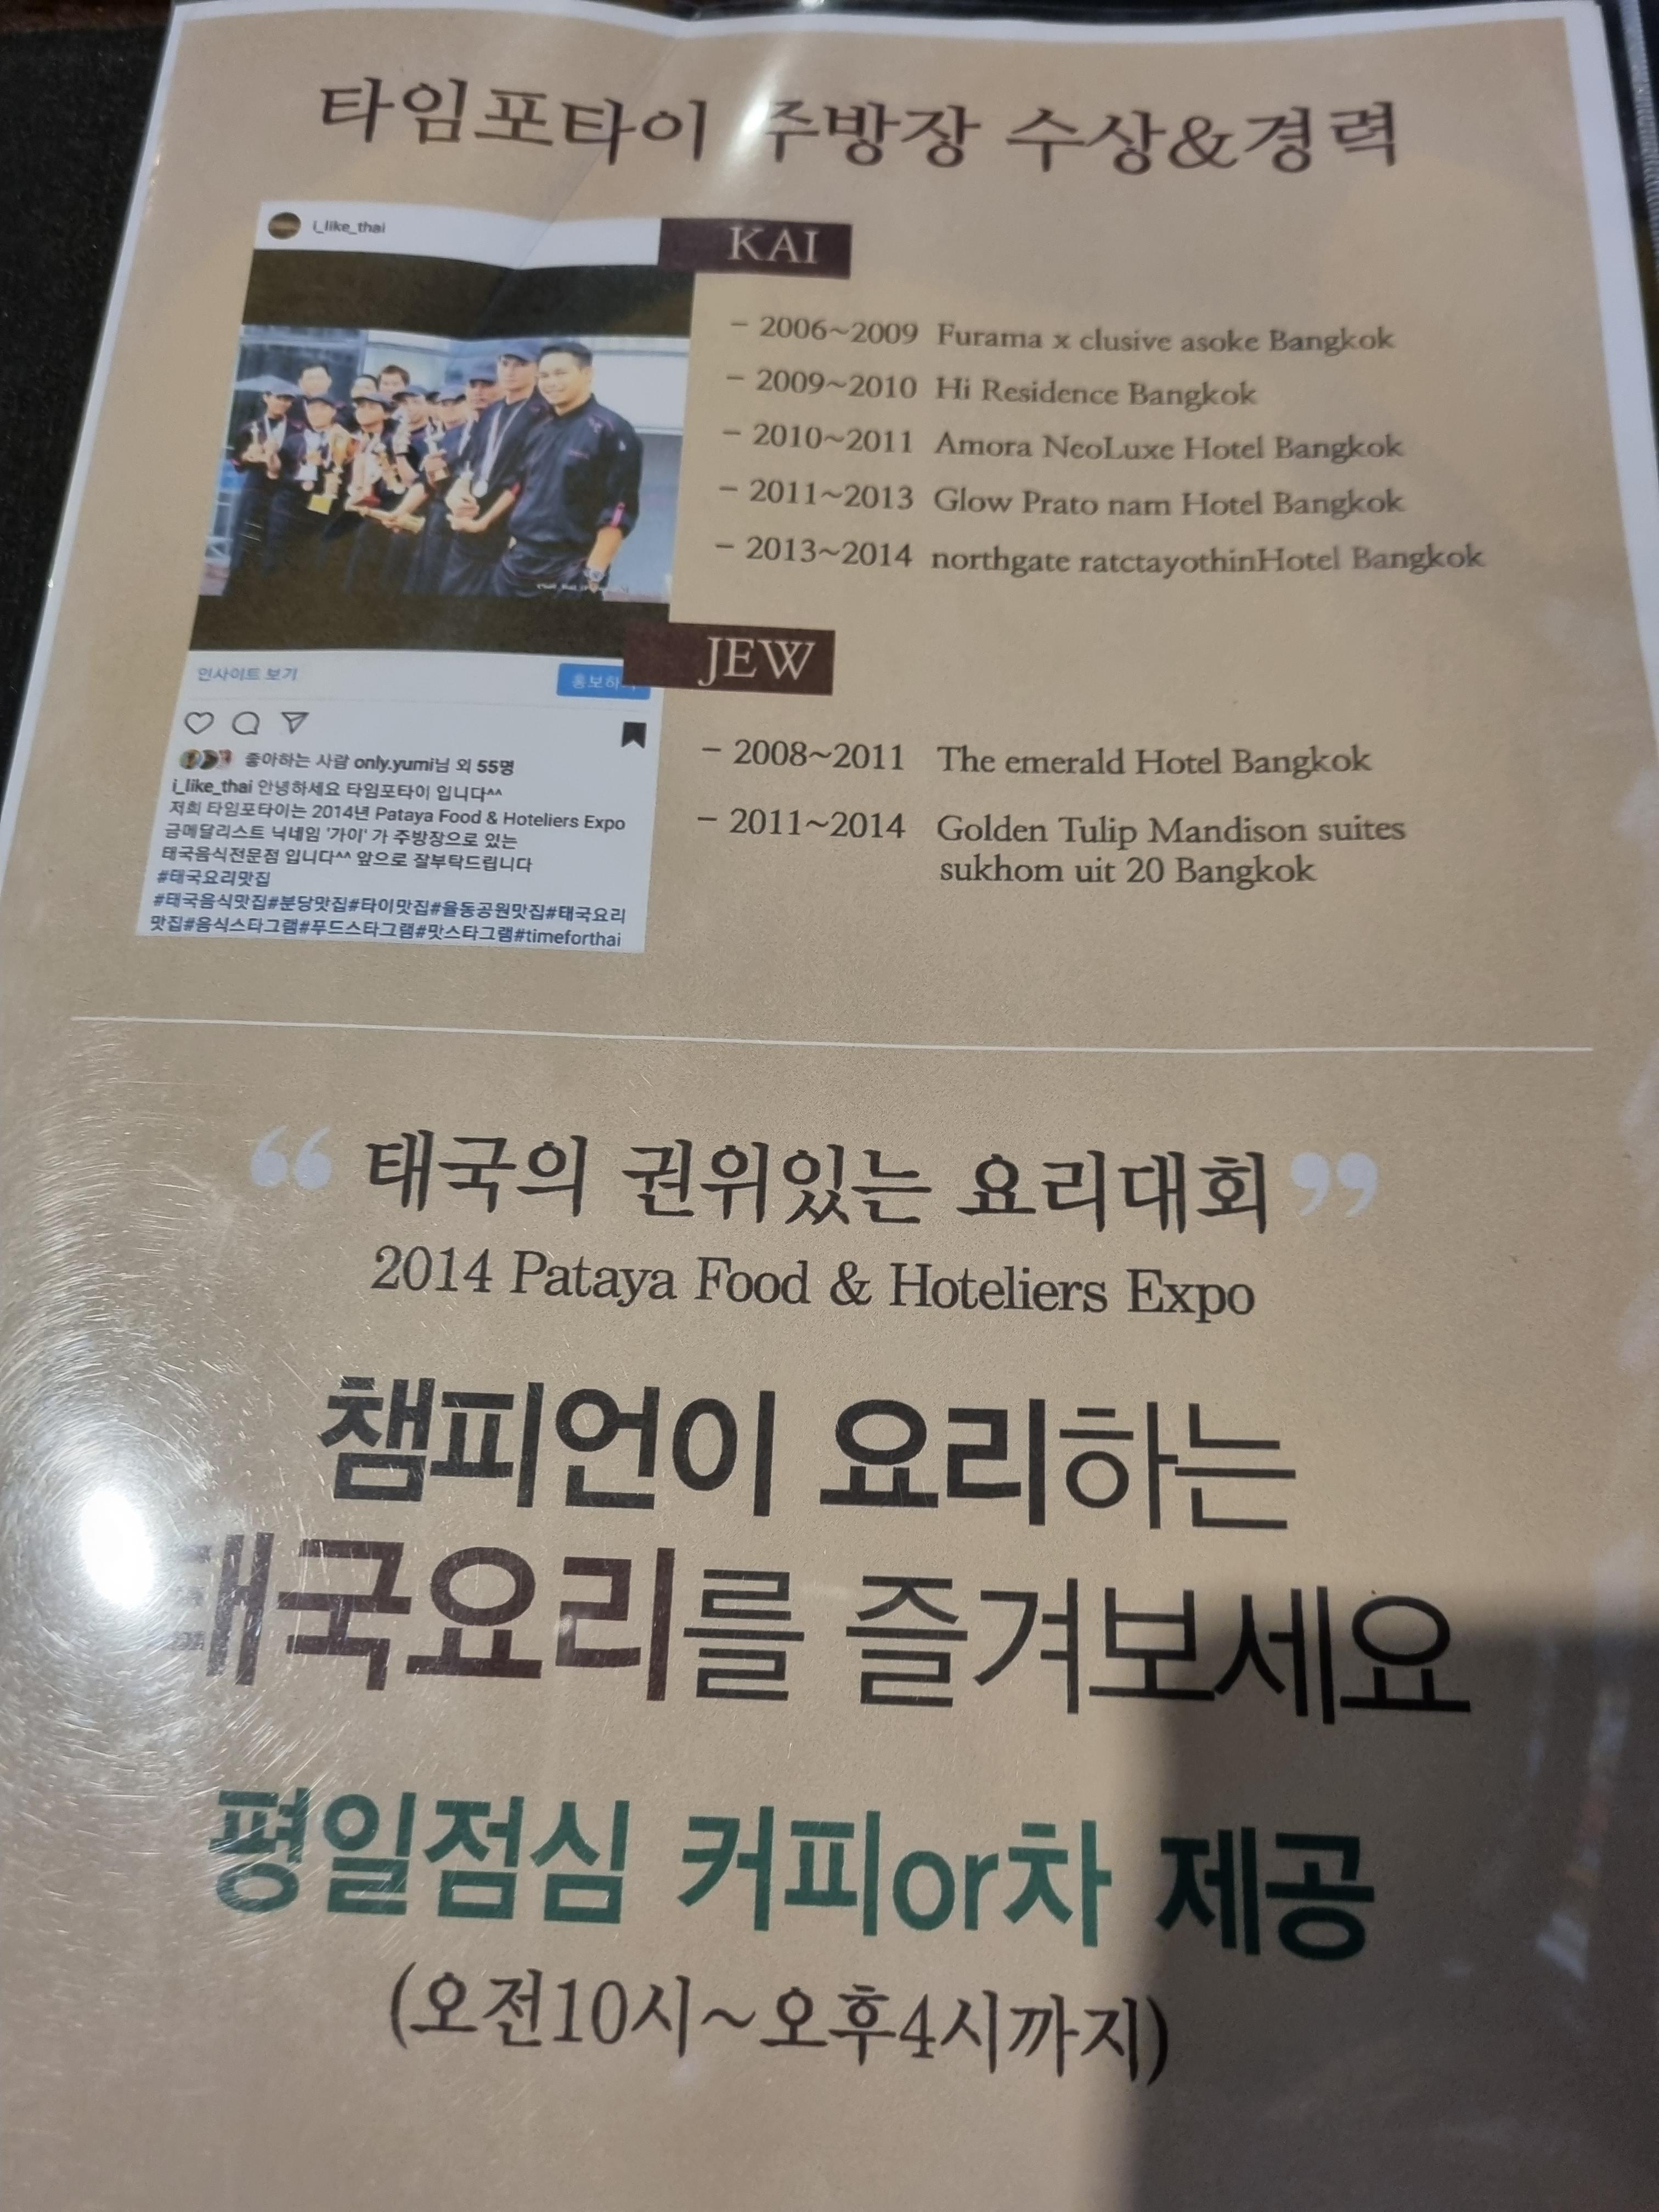 타임포타이 주방장 수상&경력
i_like_thai
KAI
- 2006~2009 Furama x clusive asoke Bangkok
- 2009~2010 Hi Residence Bangkok
- 2010~2011 Amora NeoLuxe Hotel Bangkok
- 2011~2013 Glow Prato nam Hotel Bangkok
- 2013~2014 northgate ratctayothinHotel Bangkok
인사이트 보기
홍보하
좋아하는 사람 only.yumi님 외 55명
i_like_thai 안녕하세요 타임포타이 입니다^^
저희 타임포타이는 2014년 Pataya Food & Hoteliers Expo
금메달리스트 닉네임 '가이' 가 주방장으로 있는
태국음식전문점 입니다^^ 앞으로 잘부탁드립니다
#태국요리맛집
#태국음식맛집#분당맛집#타이맛집#율동공원맛집#태국요리
맛집#음식스타그램#푸드스타그램#맛스타그램#timeforthai
JEW
- 2008~2011 The emerald Hotel Bangkok
- 2011~2014 Golden Tulip Mandison suites
sukhom uit 20 Bangkok
“ 태국의 권위있는 요리대회 ”
2014 Pataya Food & Hoteliers Expo
챔피언이 요리하는
태국요리를 즐겨보세요
평일점심 커피or차 제공
(오전10시~오후4시까지)